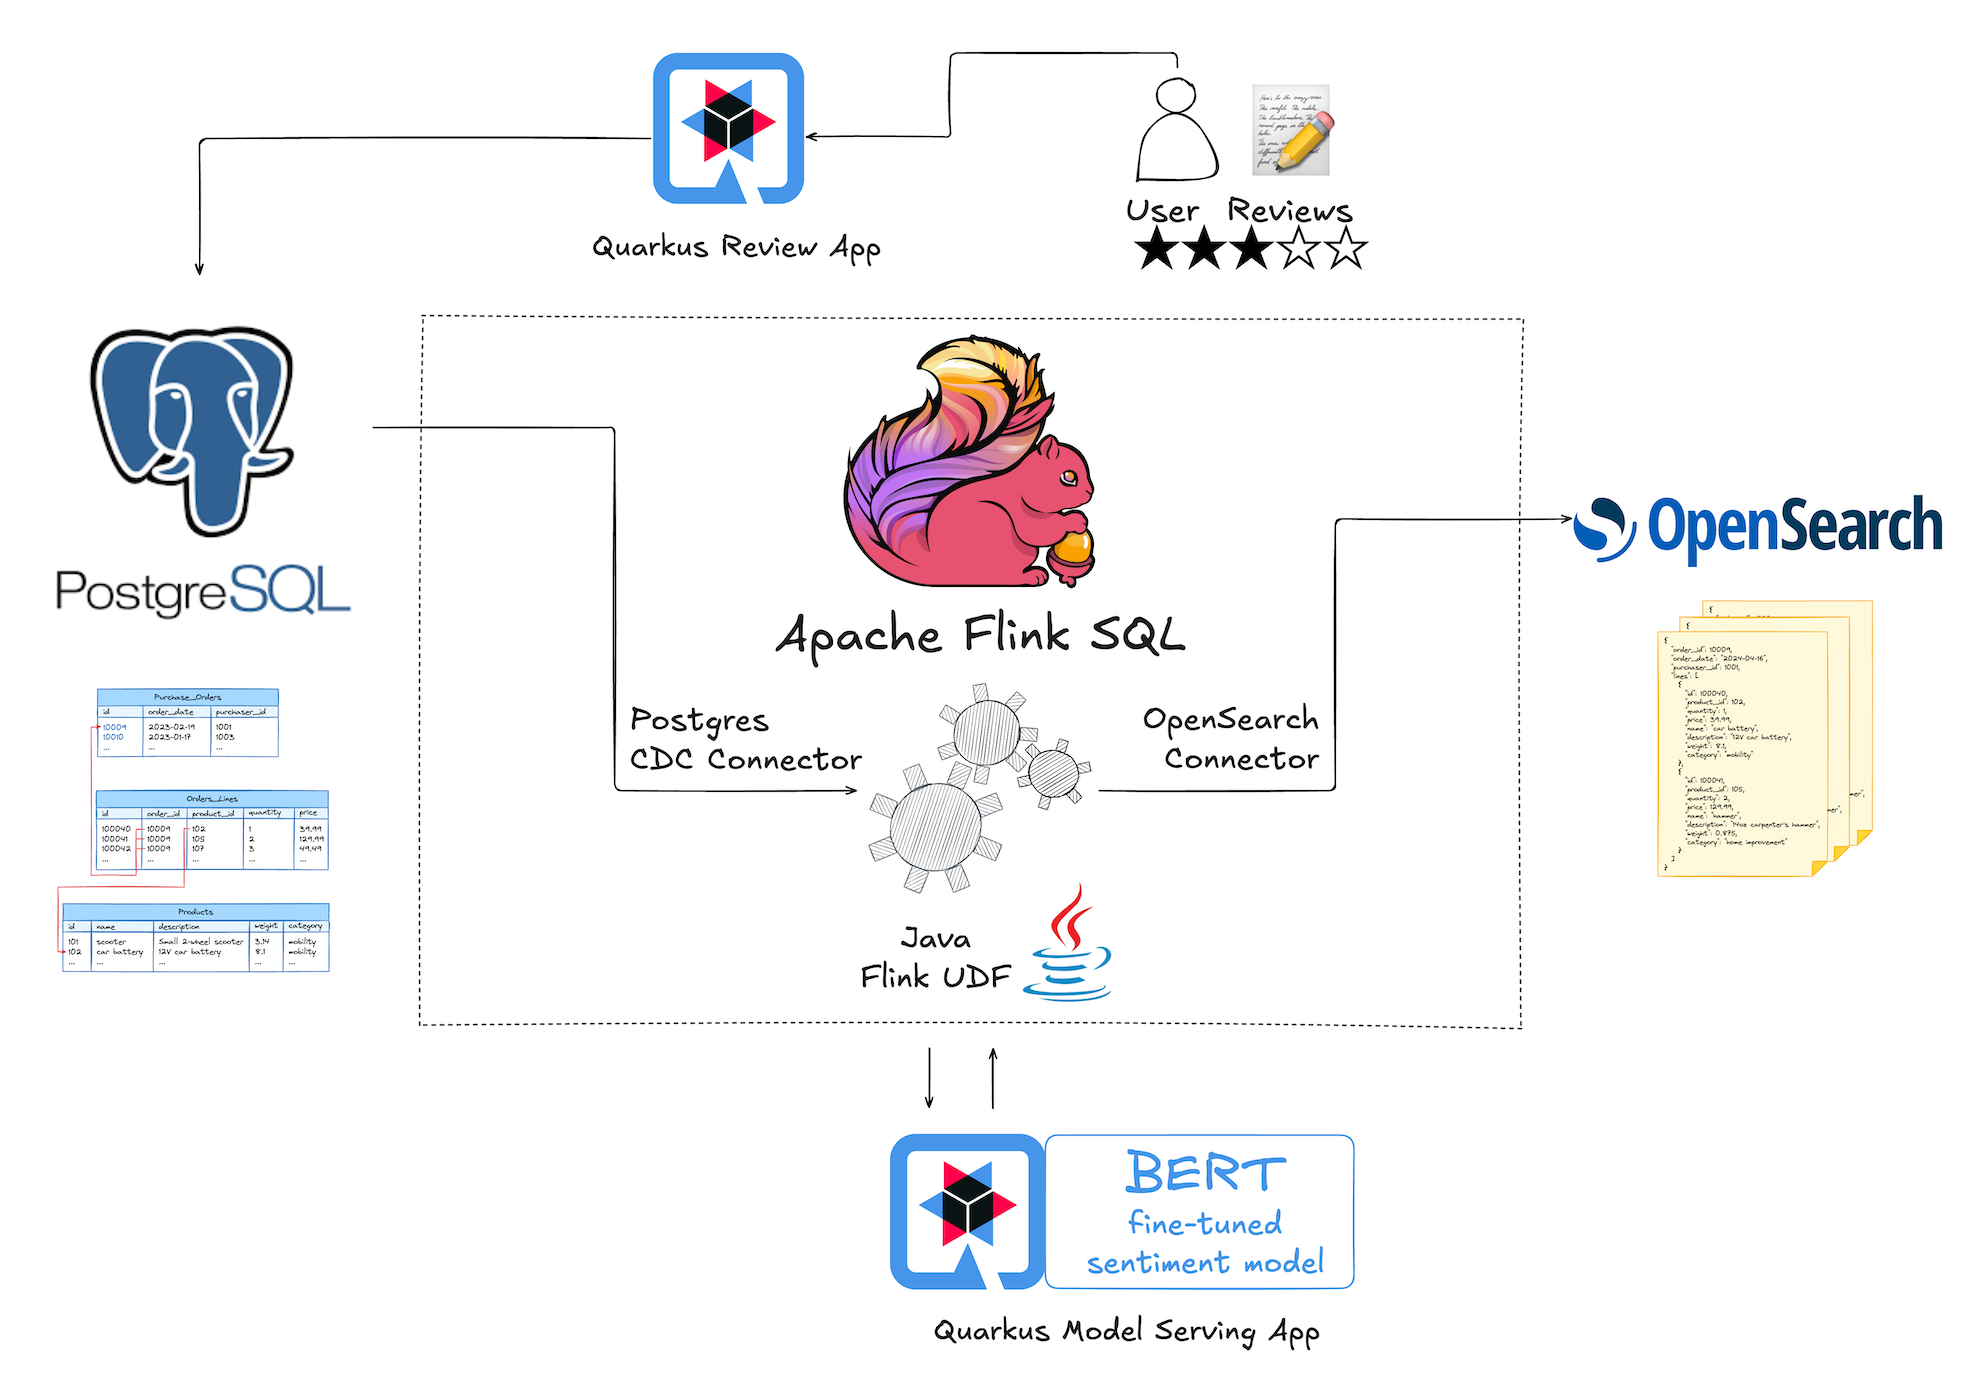 User Reviews
Quarkus Review App
PostgreSQL
Apache Flink SQL
OpenSearch
Postgres
CDC Connector
OpenSearch
Connector
Java
Flink UDF
Purchase_Orders
id order_date purchaser_id
10009 2023-02-19 1001
10010 2023-01-17 1003
... ... ...
Orders_Lines
id order_id product_id quantity price
100040 10009 102 1 39.99
100041 10009 105 2 129.99
100042 10009 107 3 49.49
... ... ... ... ...
Products
id name description weight category
101 scooter Small 2-wheel scooter 3.14 mobility
102 car battery 12V car battery 8.1 mobility
... ... ... ... ...
{
{
{
"order_id": 10009,
"order_date": "2024-04-16",
"purchaser_id": 1001,
"lines": [
{
"id": 100040,
"product_id": 102,
"quantity": 1,
"price": 39.99,
"name": "car battery",
"description": "12V car battery",
"weight": 8.1,
"category": "mobility"
},
{
"id": 100041,
"product_id": 105,
"quantity": 2,
"price": 129.99,
"name": "hammer",
"description": "14oz carpenter's hammer",
"weight": 0.875,
"category": "home improvement"
}
]
}
BERT
fine-tuned
sentiment model
Quarkus Model Serving App